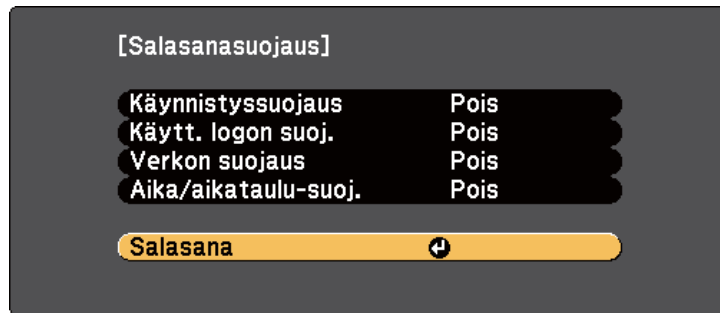 [Salasanasuojaus]
Käynnistyssuojaus Pois
Käytt. logon suoj. Pois
Verkon suojaus Pois
Aika/aikataulu-suoj. Pois
Salasana